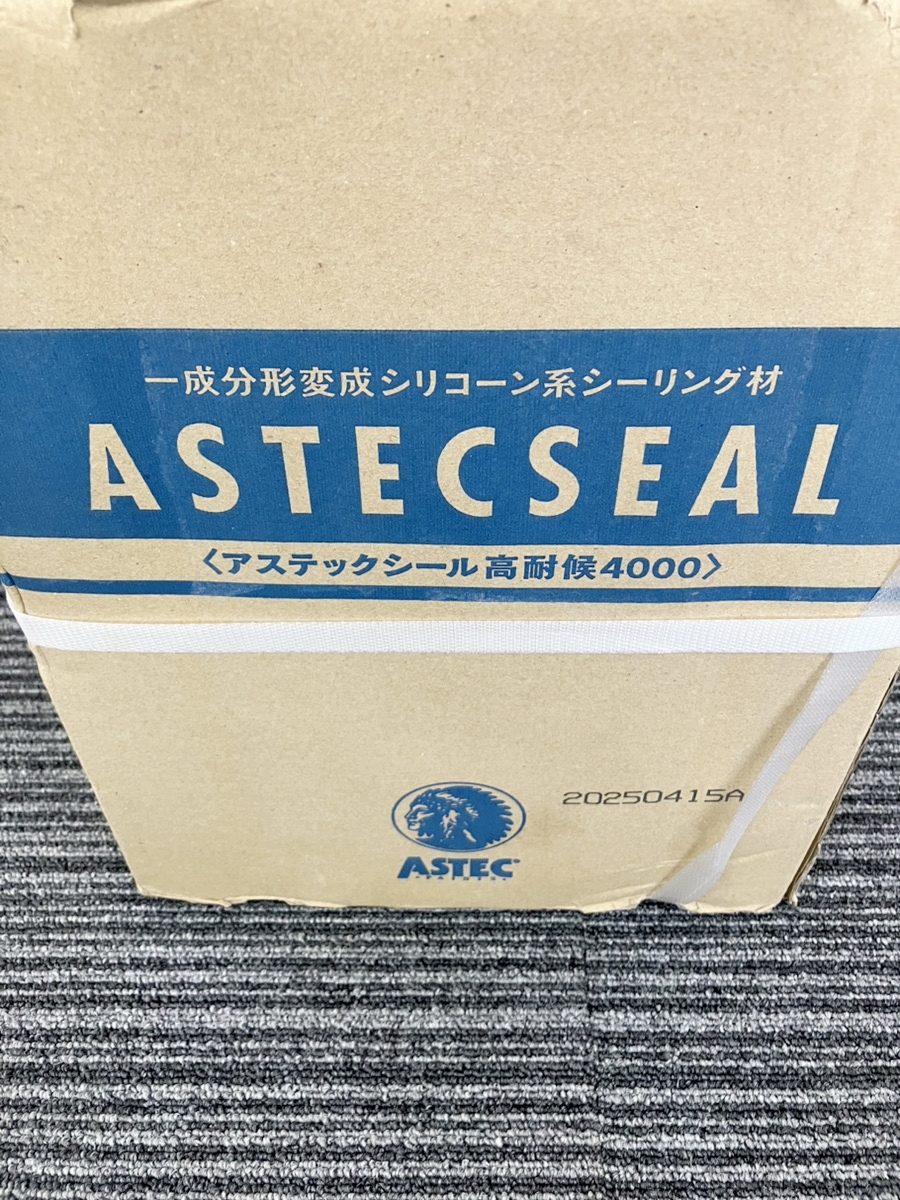 一成分形変成シリコーン系シーリング材
ASTECSEAL
〈アステックシール高耐候4000〉
20250415A
ASTEC
PAINTS